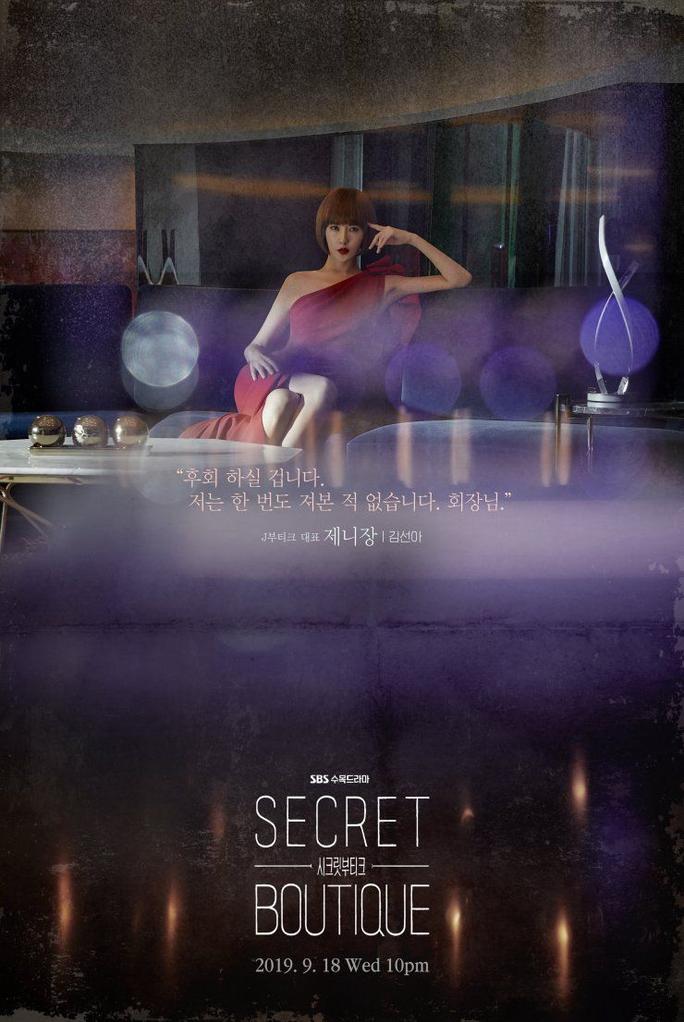 “후회 하실 겁니다.
저는 한 번도 져본 적 없습니다. 회장님.”
J부티크 대표 제니장 | 김선아
SBS 수목드라마
SECRET
시크릿부티크
BOUTIQUE
2019. 9. 18 Wed 10pm